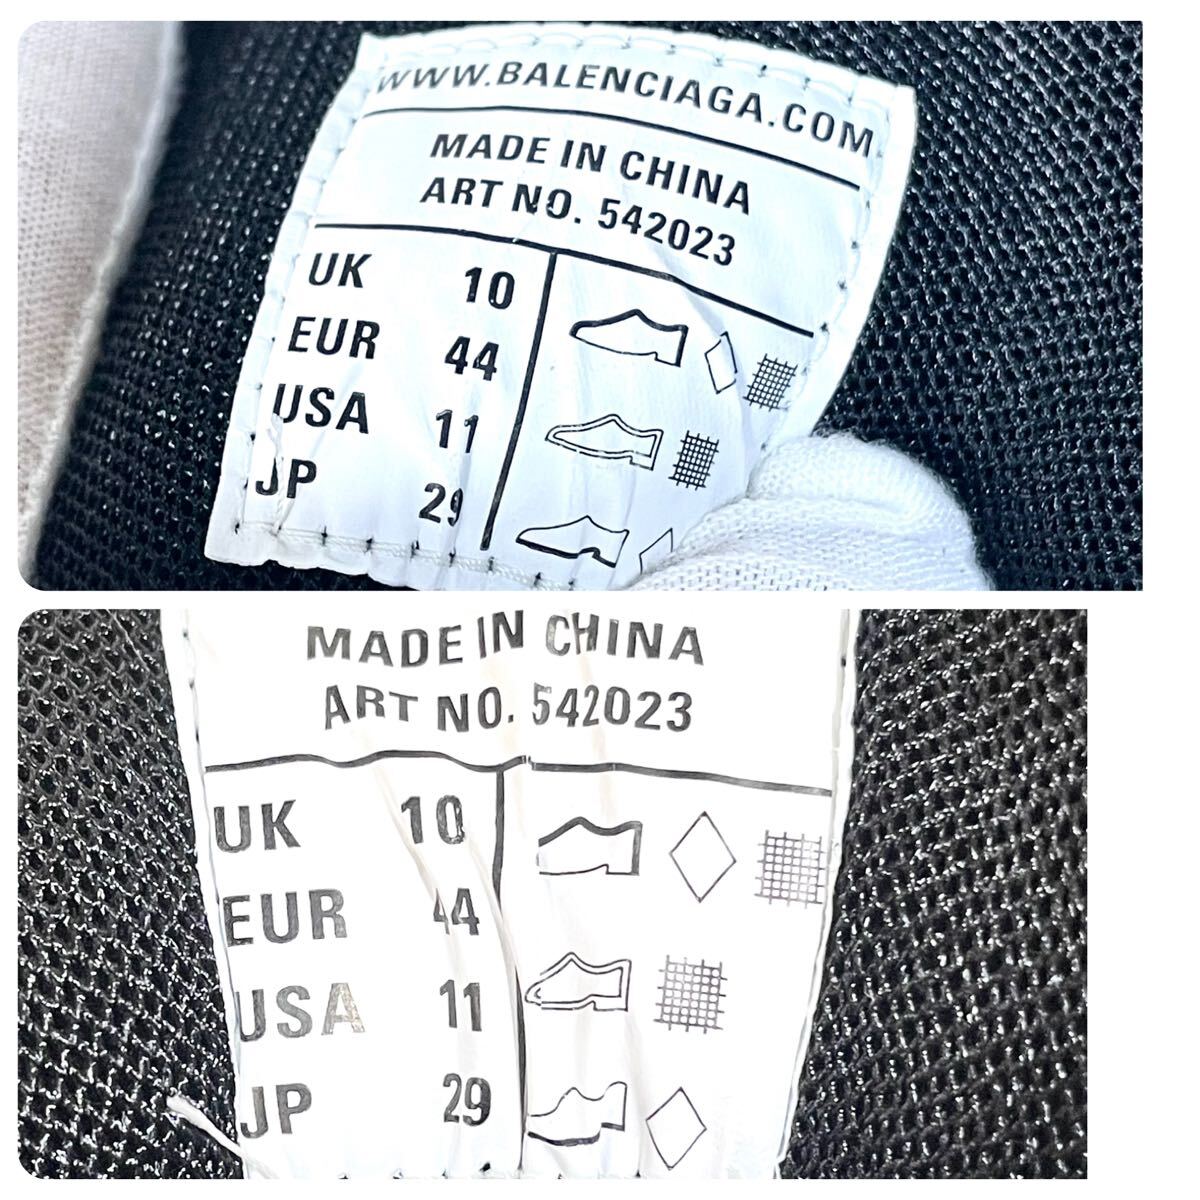 WWW.BALENCIAGA.COM
MADE IN CHINA
ART NO. 542023
UK 10
EUR 44
USA 11
JP 29
MADE IN CHINA
ART NO. 542023
UK 10
EUR 44
USA 11
JP 29